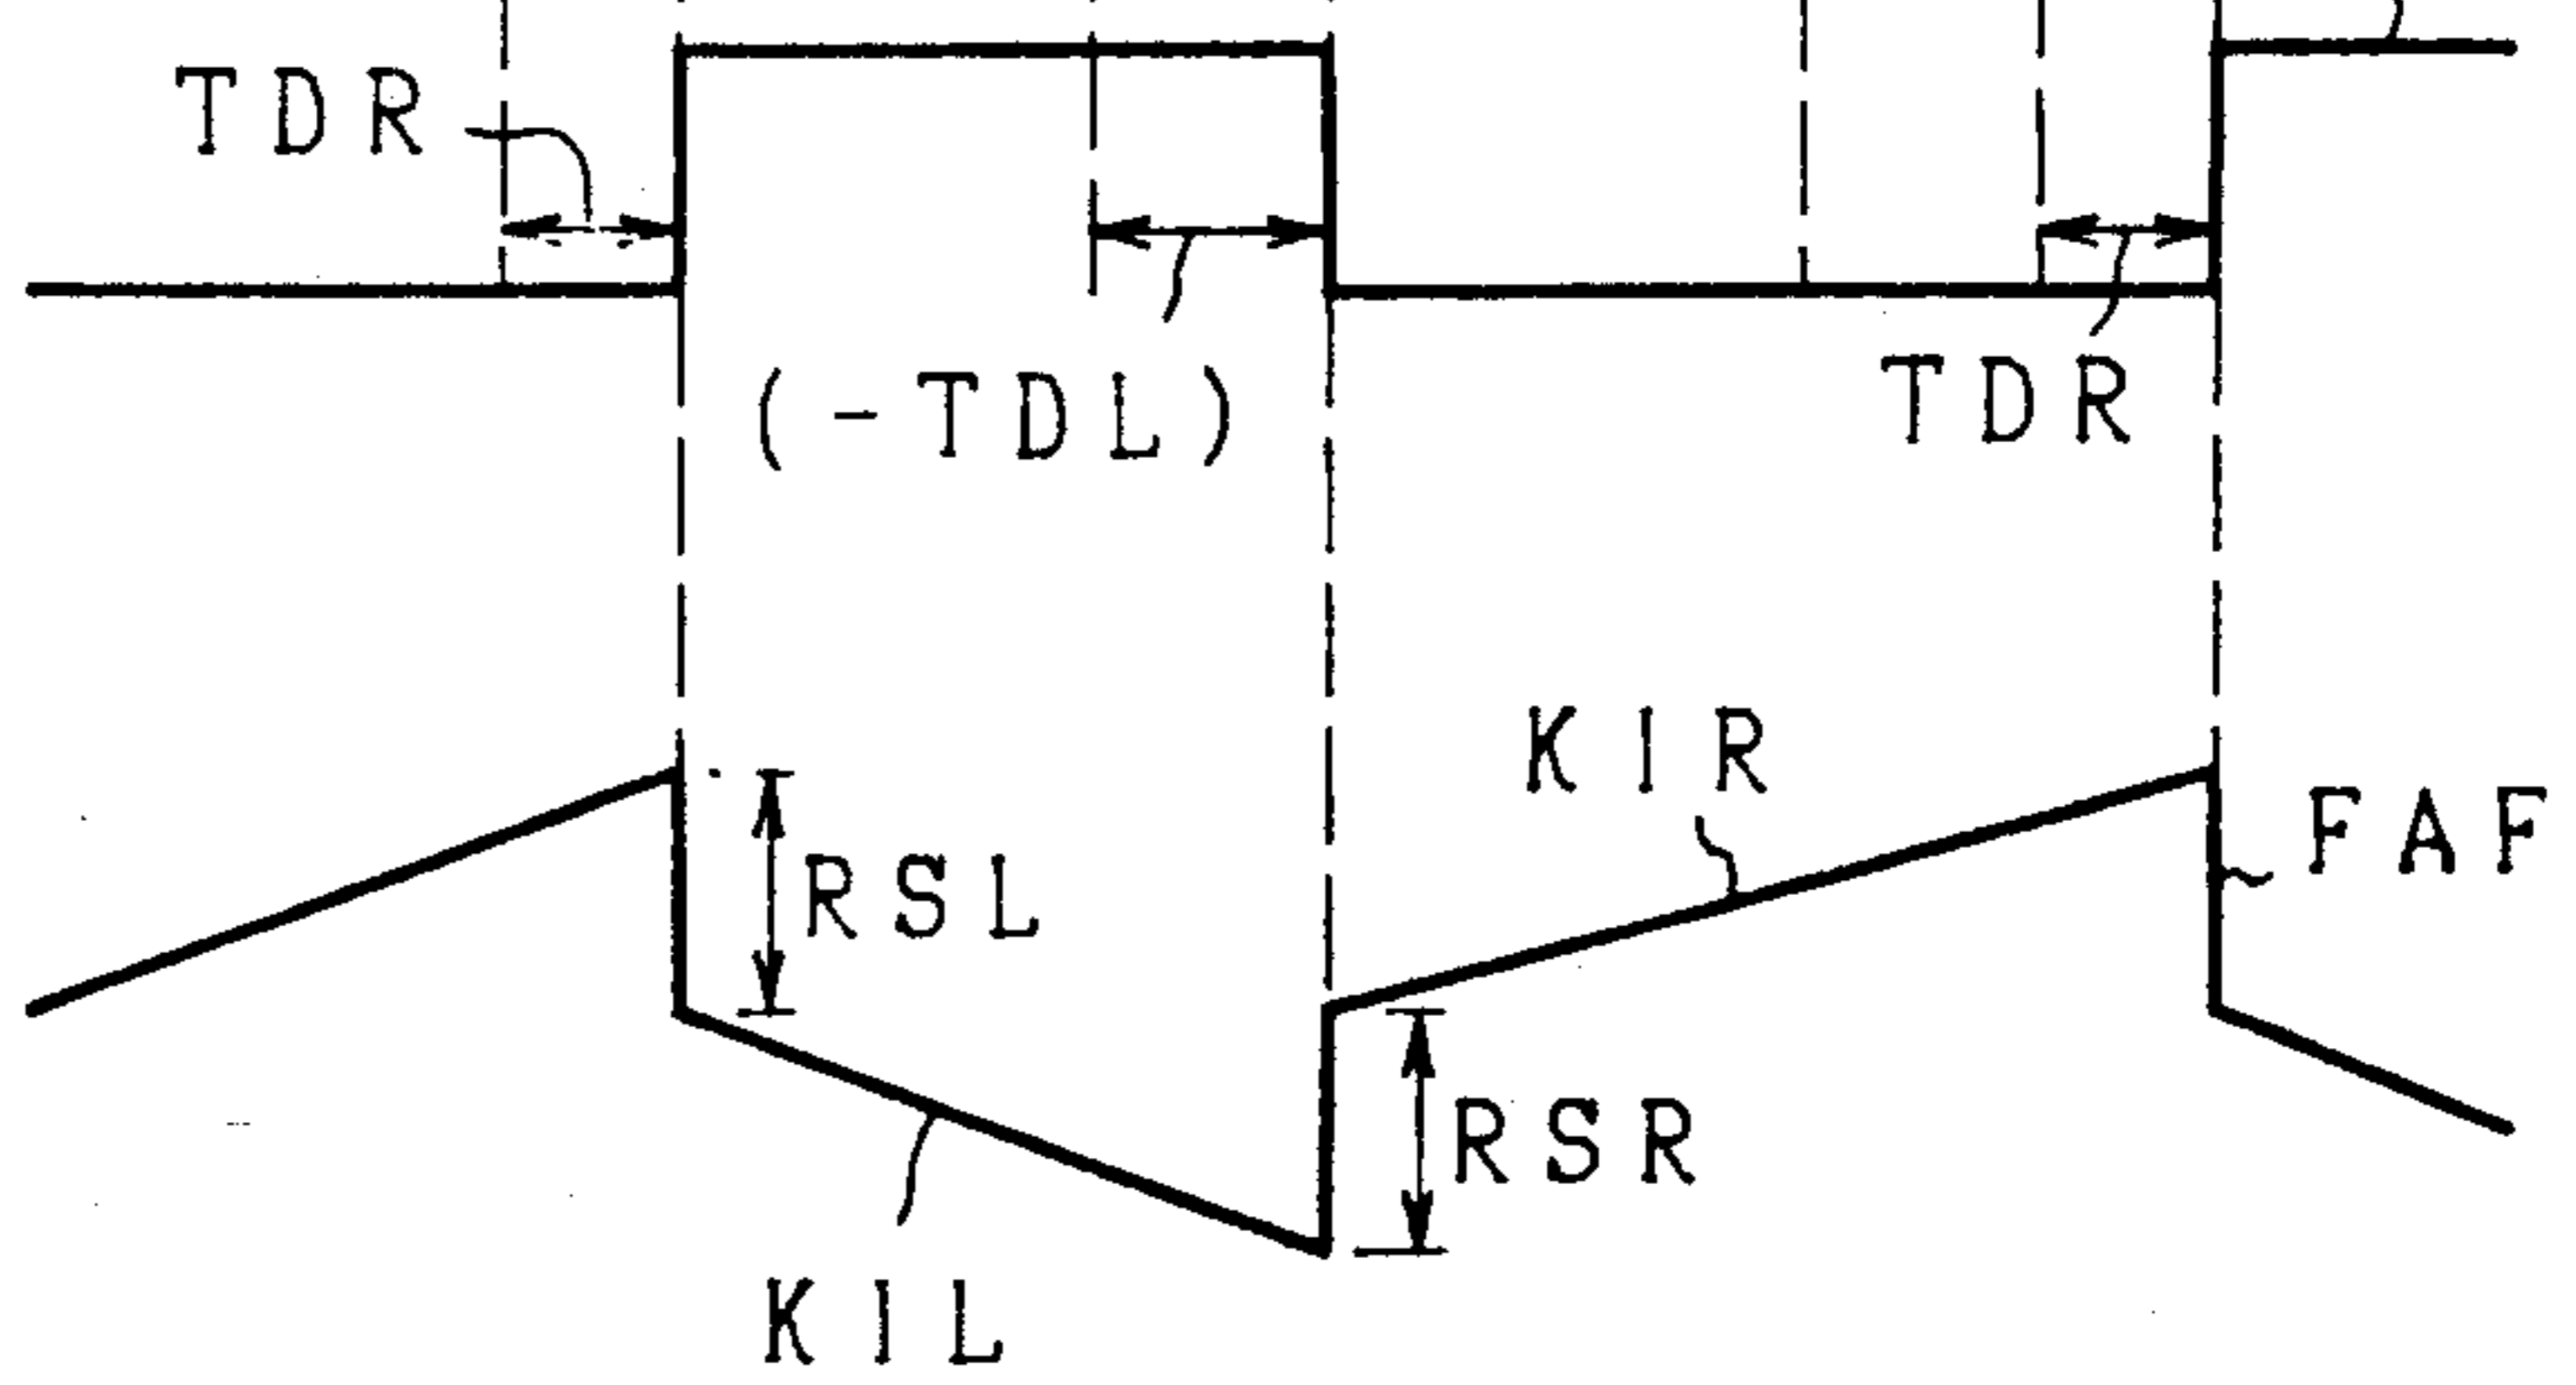 TDR
(-TDL)
TDR
KIR
FAF
RSL
RSR
KIL